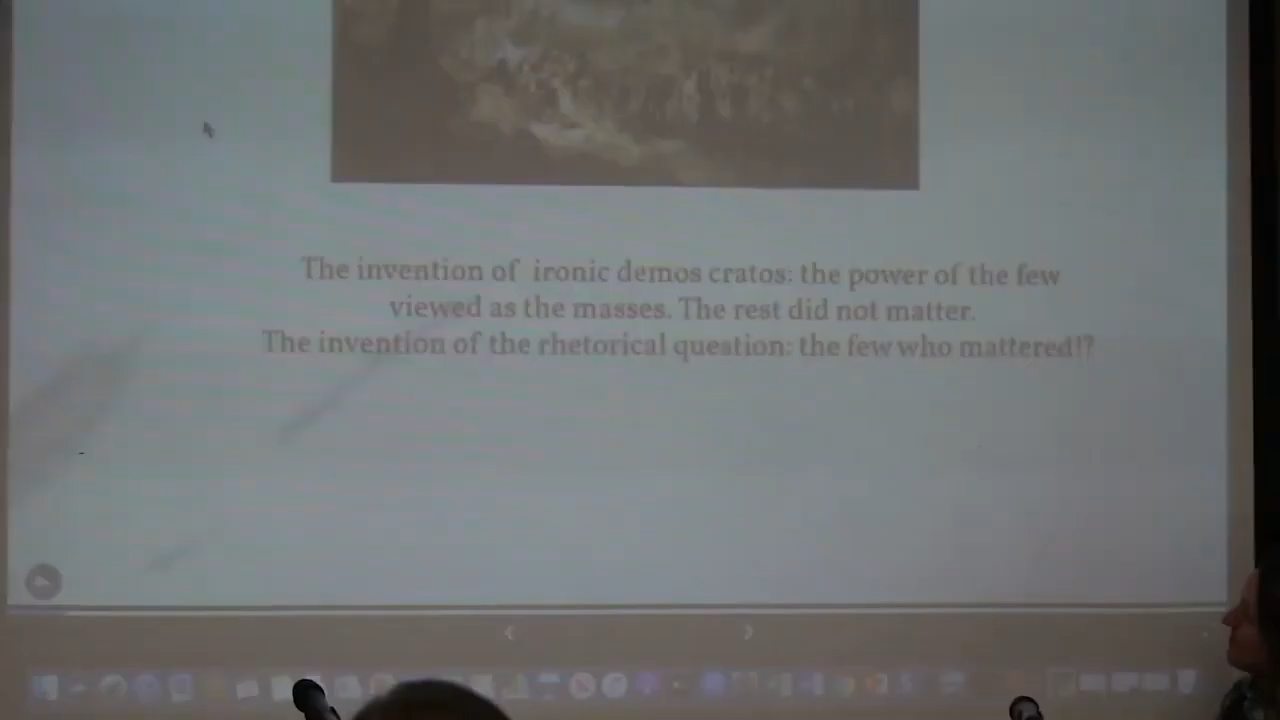 The invention of ironic demos cratos: the power of the few
viewed as the masses. The rest did not matter.
The invention of the rhetorical question: the few who mattered!?